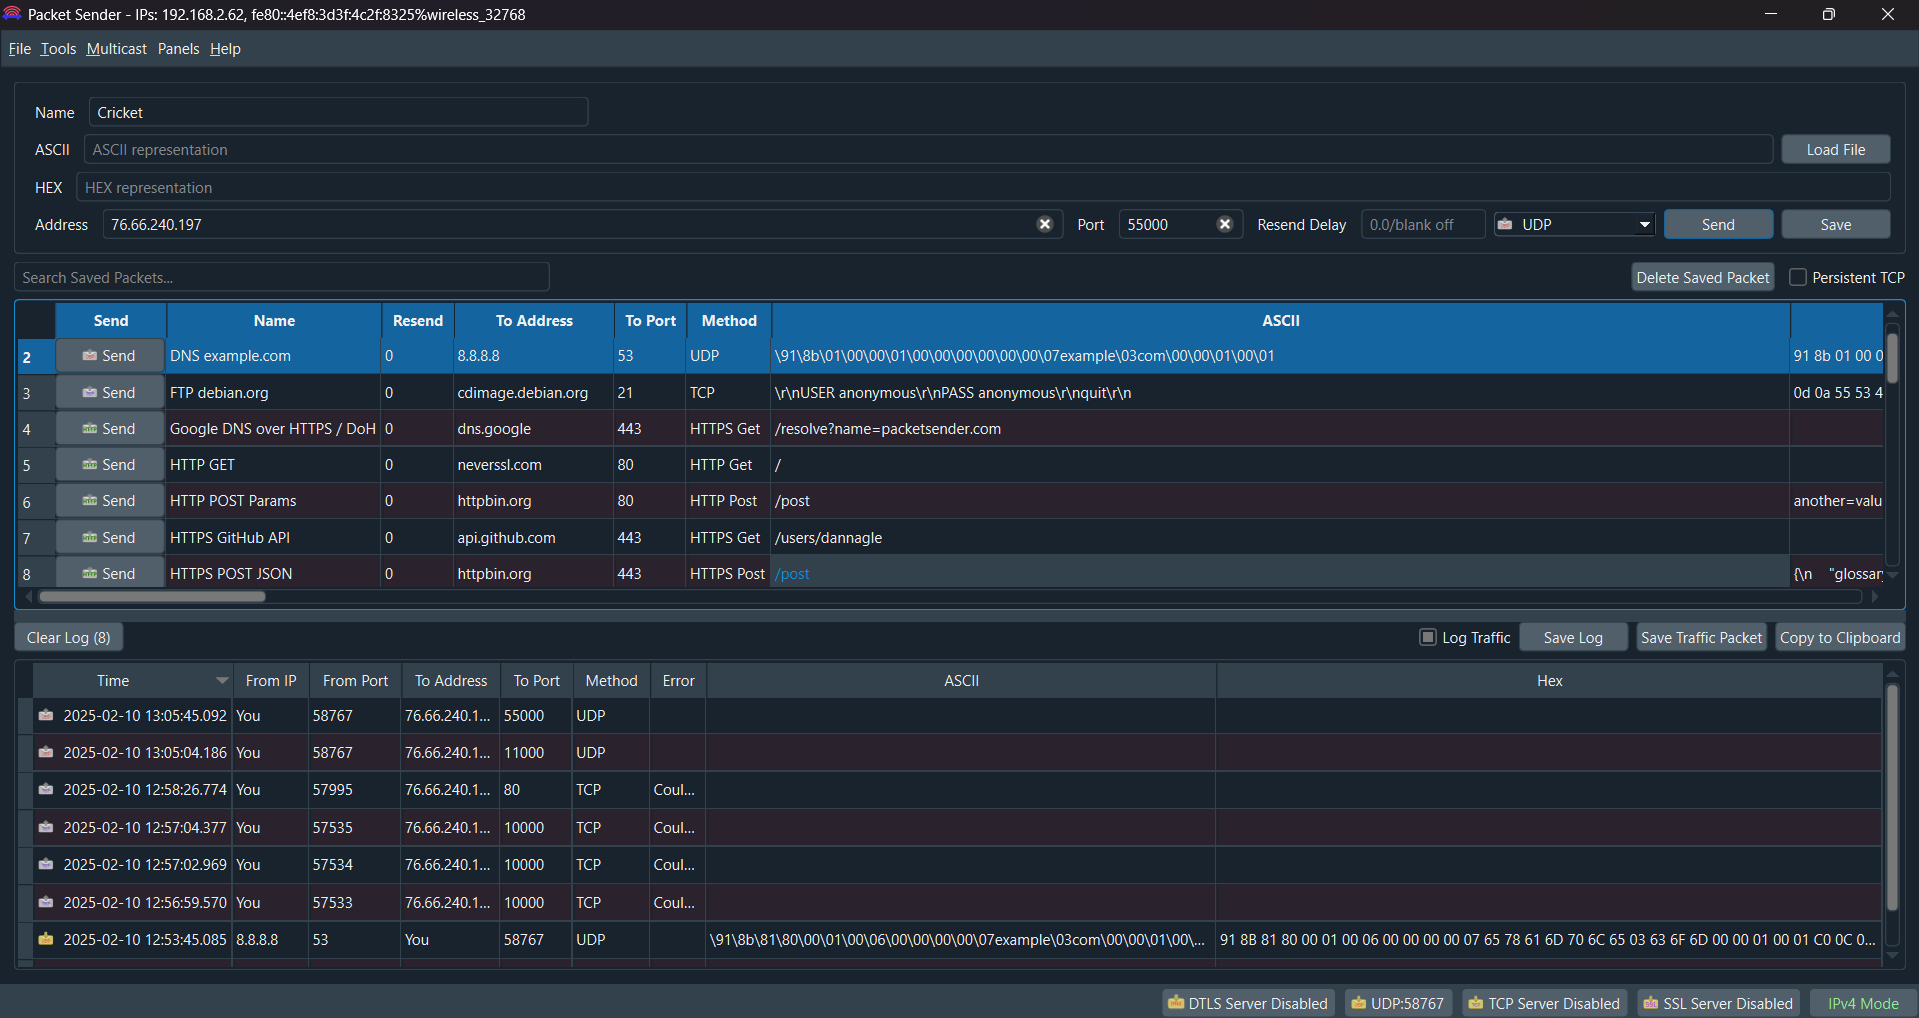 Packet Sender - IPs: 192.168.2.62, fe80::4ef8:3d3f:4c2f:8325%wireless_32768
File Tools Multicast Panels Help
Name Cricket
ASCII ASCII representation Load File
HEX HEX representation
Address 76.66.240.197 Port 55000 Resend Delay 0.0/blank off UDP Send Save
Search Saved Packets... Delete Saved Packet Persistent TCP
Send Name Resend To Address To Port Method ASCII
2 Send DNS example.com 0 8.8.8.8 53 UDP \91\8b\01\00\00\01\00\00\00\00\00\00\07example\03com\00\00\01\00\01 91 8b 01 00 0
3 Send FTP debian.org 0 cdimage.debian.org 21 TCP \r\nUSER anonymous\r\nPASS anonymous\r\nquit\r\n 0d 0a 55 53 4
4 Send Google DNS over HTTPS / DoH 0 dns.google 443 HTTPS Get /resolve?name=packetsender.com
5 Send HTTP GET 0 neverssl.com 80 HTTP Get /
6 Send HTTP POST Params 0 httpbin.org 80 HTTP Post /post another=valu
7 Send HTTPS GitHub API 0 api.github.com 443 HTTPS Get /users/dannagle
8 Send HTTPS POST JSON 0 httpbin.org 443 HTTPS Post /post {\n "glossar
Clear Log (8) Log Traffic Save Log Save Traffic Packet Copy to Clipboard
Time From IP From Port To Address To Port Method Error ASCII Hex
2025-02-10 13:05:45.092 You 58767 76.66.240.1... 55000 UDP
2025-02-10 13:05:04.186 You 58767 76.66.240.1... 11000 UDP
2025-02-10 12:58:26.774 You 57995 76.66.240.1... 80 TCP Coul...
2025-02-10 12:57:04.377 You 57535 76.66.240.1... 10000 TCP Coul...
2025-02-10 12:57:02.969 You 57534 76.66.240.1... 10000 TCP Coul...
2025-02-10 12:56:59.570 You 57533 76.66.240.1... 10000 TCP Coul...
2025-02-10 12:53:45.085 8.8.8.8 53 You 58767 UDP \91\8b\81\80\00\01\00\06\00\00\00\00\07example\03com\00\00\01\00\... 91 8B 81 80 00 01 00 06 00 00 00 00 07 65 78 61 6D 70 6C 65 03 63 6F 6D 00 00 01 00 01 C0 0C 0...
DTLS Server Disabled UDP:58767 TCP Server Disabled SSL Server Disabled IPv4 Mode